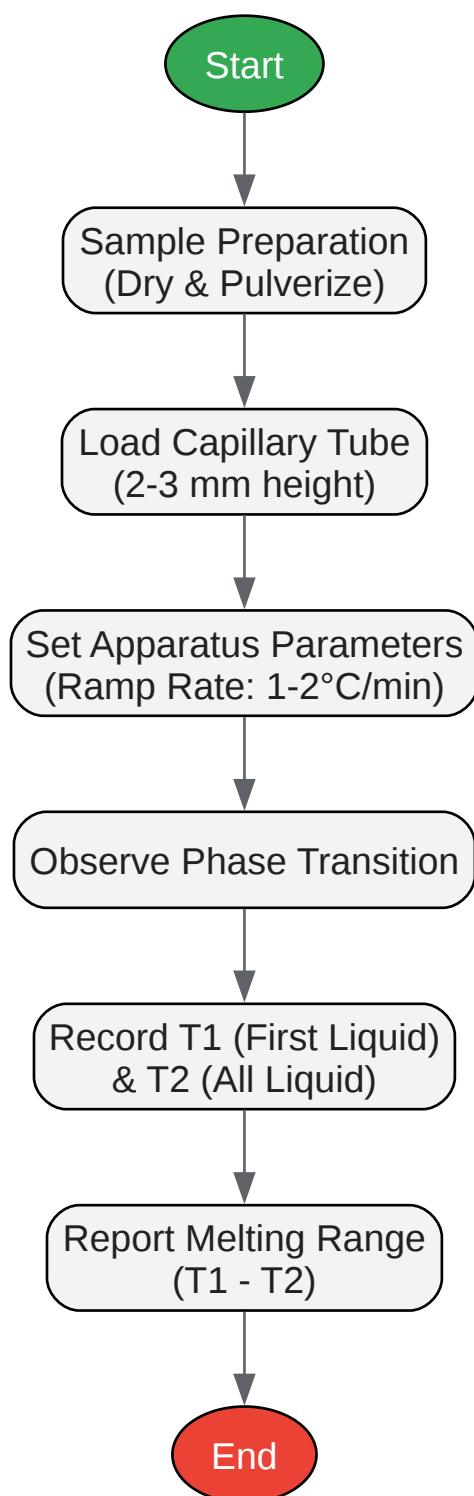 Start
Sample Preparation
(Dry & Pulverize)
Load Capillary Tube
(2-3 mm height)
Set Apparatus Parameters
(Ramp Rate: 1-2°C/min)
Observe Phase Transition
Record T1 (First Liquid)
& T2 (All Liquid)
Report Melting Range
(T1 - T2)
End